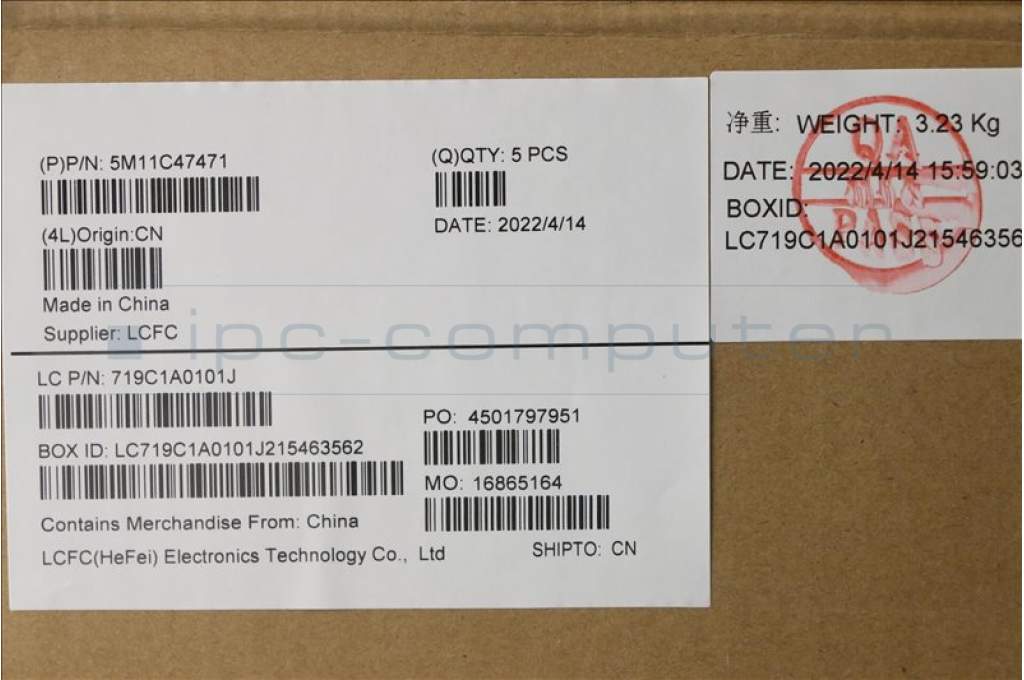 (P)P/N: 5M11C47471
(Q)QTY: 5 PCS
(4L)Origin:CN
DATE: 2022/4/14
Made in China
Supplier: LCFC
LC P/N: 719C1A0101J
PO: 4501797951
BOX ID: LC719C1A0101J215463562
MO: 16865164
Contains Merchandise From: China
LCFC(HeFei) Electronics Technology Co., Ltd
SHIPTO: CN
净重: WEIGHT: 3.23 Kg
DATE: 2022/4/14 15:59:03
BOXID:
LC719C1A0101J21546356
QA
PASS
ipc-computer